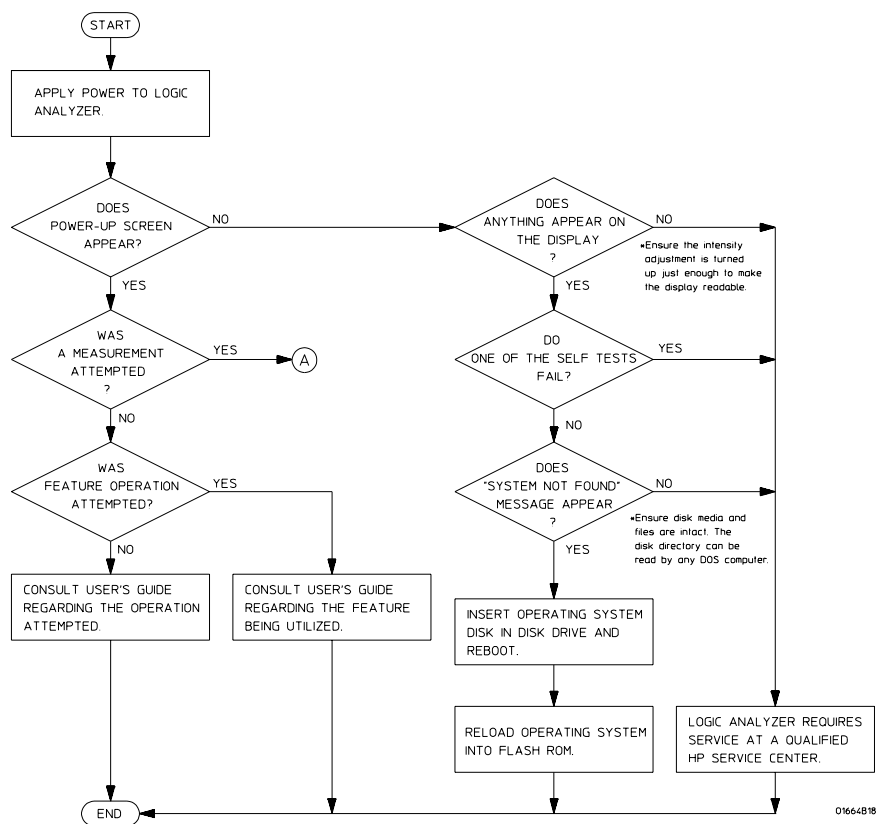 START
APPLY POWER TO LOGIC
ANALYZER.
DOES
POWER-UP SCREEN
APPEAR?
NO
YES
WAS
A MEASUREMENT
ATTEMPTED
?
YES
A
NO
WAS
FEATURE OPERATION
ATTEMPTED?
YES
NO
CONSULT USER'S GUIDE
REGARDING THE OPERATION
ATTEMPTED.
CONSULT USER'S GUIDE
REGARDING THE FEATURE
BEING UTILIZED.
DOES
ANYTHING APPEAR ON
THE DISPLAY
?
NO
*Ensure the intensity
adjustment is turned
up just enough to make
the display readable.
YES
DO
ONE OF THE SELF TESTS
FAIL?
YES
NO
DOES
"SYSTEM NOT FOUND"
MESSAGE APPEAR
?
NO
*Ensure disk media and
files are intact. The
disk directory can be
read by any DOS computer.
YES
INSERT OPERATING SYSTEM
DISK IN DISK DRIVE AND
REBOOT.
RELOAD OPERATING SYSTEM
INTO FLASH ROM.
LOGIC ANALYZER REQUIRES
SERVICE AT A QUALIFIED
HP SERVICE CENTER.
END
01664B18